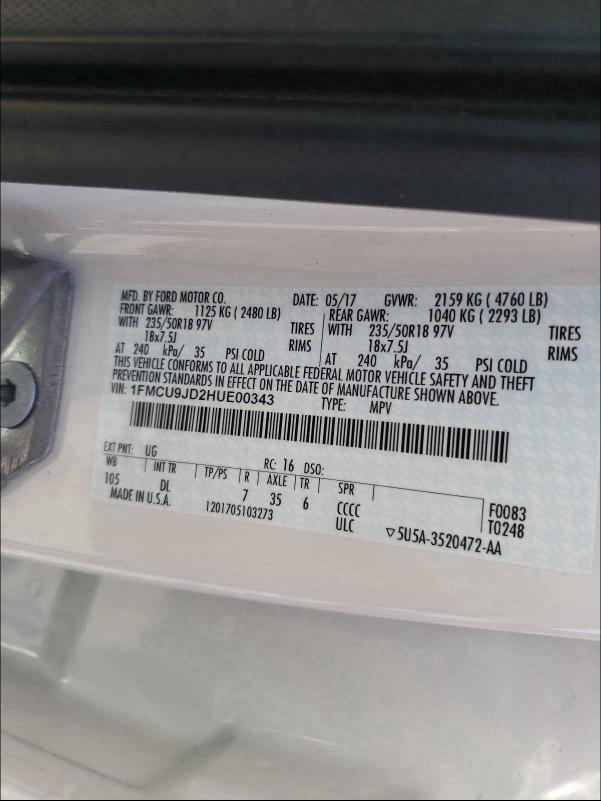 MFD. BY FORD MOTOR CO. DATE: 05/17 GVWR: 2159 KG ( 4760 LB)
FRONT GAWR: 1125 KG ( 2480 LB) REAR GAWR: 1040 KG ( 2293 LB)
WITH 235/50R18 97V TIRES WITH 235/50R18 97V TIRES
18x7.5J RIMS 18x7.5J RIMS
AT 240 kPa/ 35 PSI COLD AT 240 kPa/ 35 PSI COLD
THIS VEHICLE CONFORMS TO ALL APPLICABLE FEDERAL MOTOR VEHICLE SAFETY AND THEFT
PREVENTION STANDARDS IN EFFECT ON THE DATE OF MANUFACTURE SHOWN ABOVE.
VIN: 1FMCU9JD2HUE00343 TYPE: MPV
EXT PNT: UG RC: 16 DSO:
WB INT TR TP/PS R AXLE TR SPR
105 DL 7 35 6 CCCC F0083
MADE IN U.S.A. 1201705103273 ULC T0248
▽5U5A-3520472-AA